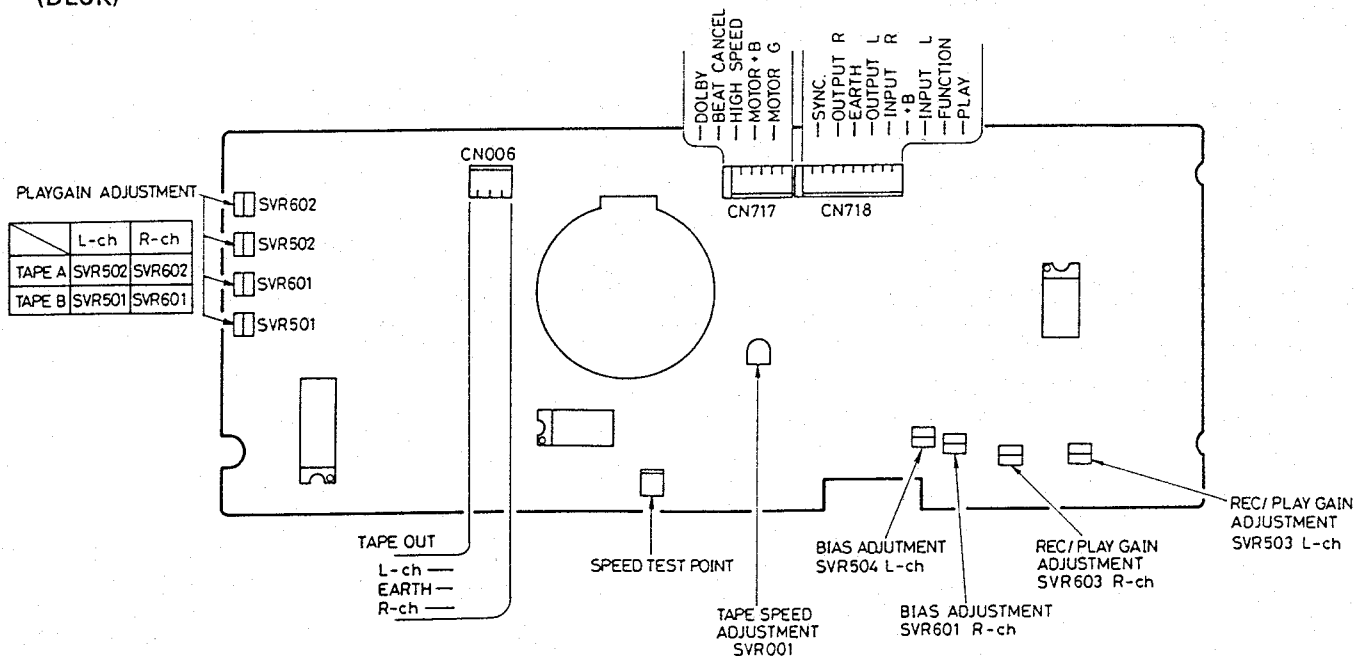 (DECK)
DOLBY
BEAT CANCEL
HIGH SPEED
MOTOR+B
MOTOR G
SYNC.
OUTPUT R
EARTH
OUTPUT L
INPUT R
+B
INPUT L
FUNCTION
PLAY
CN006
CN717
CN718
PLAYGAIN ADJUSTMENT
SVR602
SVR502
SVR601
SVR501
L-ch R-ch
TAPE A SVR502 SVR602
TAPE B SVR501 SVR601
TAPE OUT
L-ch
EARTH
R-ch
SPEED TEST POINT
TAPE SPEED
ADJUSTMENT
SVR001
BIAS ADJUTMENT
SVR504 L-ch
BIAS ADJUSTMENT
SVR601 R-ch
REC/PLAY GAIN
ADJUSTMENT
SVR603 R-ch
REC/PLAY GAIN
ADJUSTMENT
SVR503 L-ch